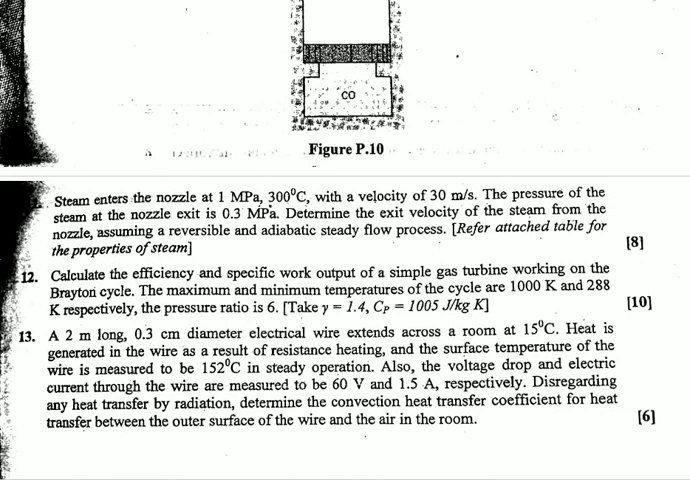 CO
Figure P.10
Steam enters the nozzle at 1 MPa, 300⁰C, with a velocity of 30 m/s. The pressure of the
steam at the nozzle exit is 0.3 MPa. Determine the exit velocity of the steam from the
nozzle, assuming a reversible and adiabatic steady flow process. [Refer attached table for
the properties of steam] [8]
12. Calculate the efficiency and specific work output of a simple gas turbine working on the
Brayton cycle. The maximum and minimum temperatures of the cycle are 1000 K and 288
K respectively, the pressure ratio is 6. [Take γ = 1.4, Cₚ = 1005 J/kg K] [10]
13. A 2 m long, 0.3 cm diameter electrical wire extends across a room at 15⁰C. Heat is
generated in the wire as a result of resistance heating, and the surface temperature of the
wire is measured to be 152⁰C in steady operation. Also, the voltage drop and electric
current through the wire are measured to be 60 V and 1.5 A, respectively. Disregarding
any heat transfer by radiation, determine the convection heat transfer coefficient for heat
transfer between the outer surface of the wire and the air in the room. [6]